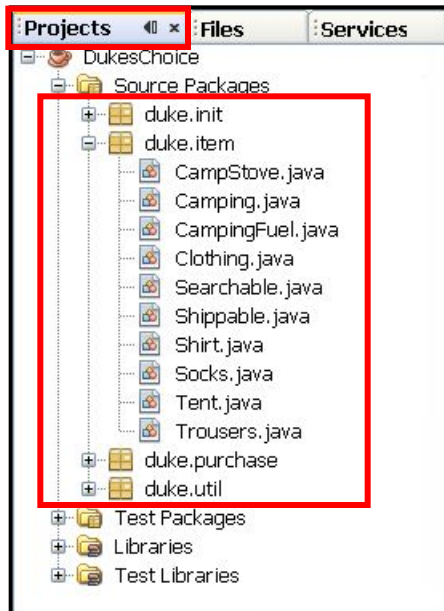 Projects Files Services
DukesChoice
Source Packages
duke.init
duke.item
CampStove.java
Camping.java
CampingFuel.java
Clothing.java
Searchable.java
Shippable.java
Shirt.java
Socks.java
Tent.java
Trousers.java
duke.purchase
duke.util
Test Packages
Libraries
Test Libraries